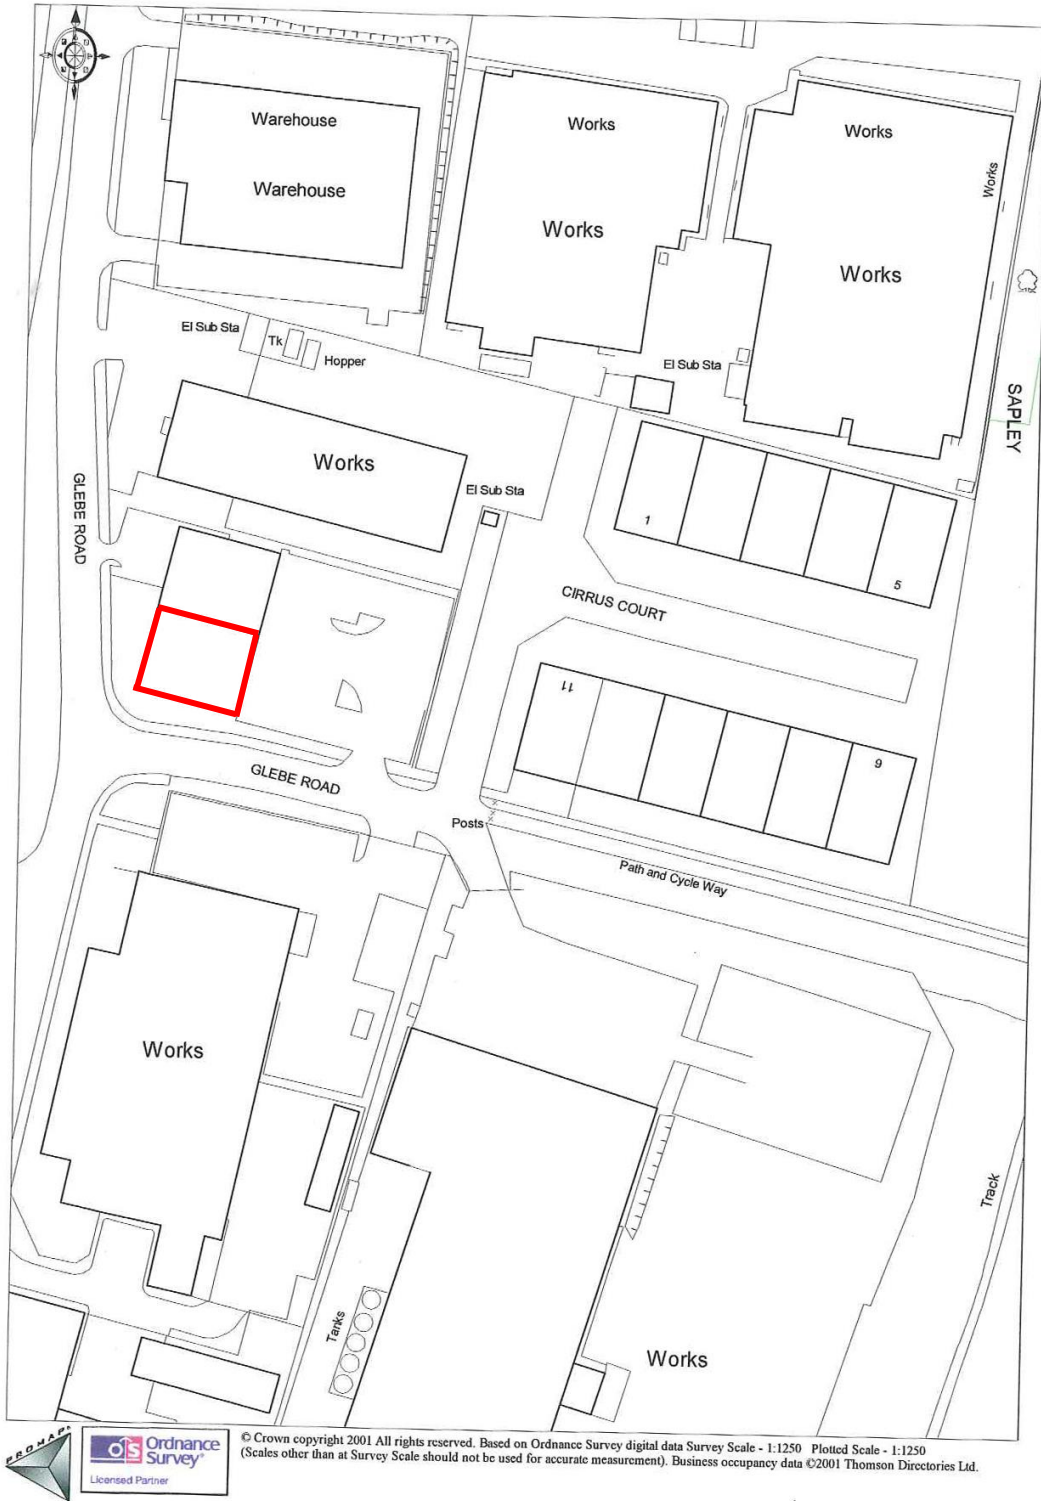 Warehouse
Works
Works
Works
Warehouse
Works
Works
El Sub Sta
Tk
Hopper
El Sub Sta
SAPLEY
Works
El Sub Sta
GLEBE ROAD
1
5
CIRRUS COURT
11
9
GLEBE ROAD
Posts
Path and Cycle Way
Works
Track
Tanks
Works
PROMAP
OS Ordnance
Survey
Licensed Partner
© Crown copyright 2001 All rights reserved. Based on Ordnance Survey digital data Survey Scale - 1:1250 Plotted Scale - 1:1250
(Scales other than at Survey Scale should not be used for accurate measurement). Business occupancy data ©2001 Thomson Directories Ltd.